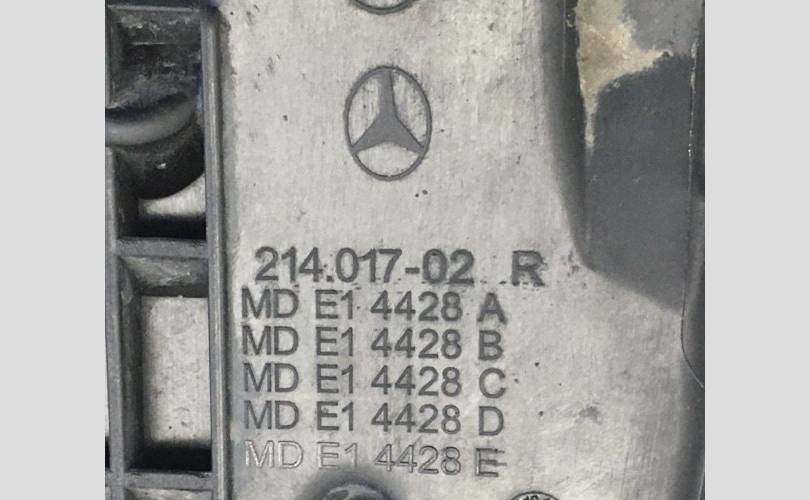 214.017-02 R
MD E1 4428 A
MD E1 4428 B
MD E1 4428 C
MD E1 4428 D
MD E1 4428 E